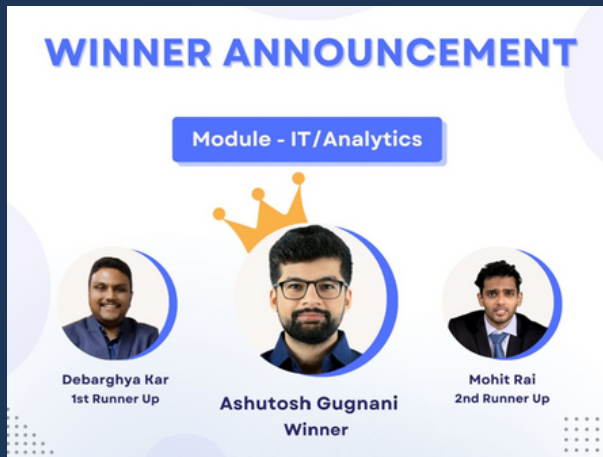 WINNER ANNOUNCEMENT
Module - IT/Analytics
Debarghya Kar
1st Runner Up
Ashutosh Gugnani
Winner
Mohit Rai
2nd Runner Up